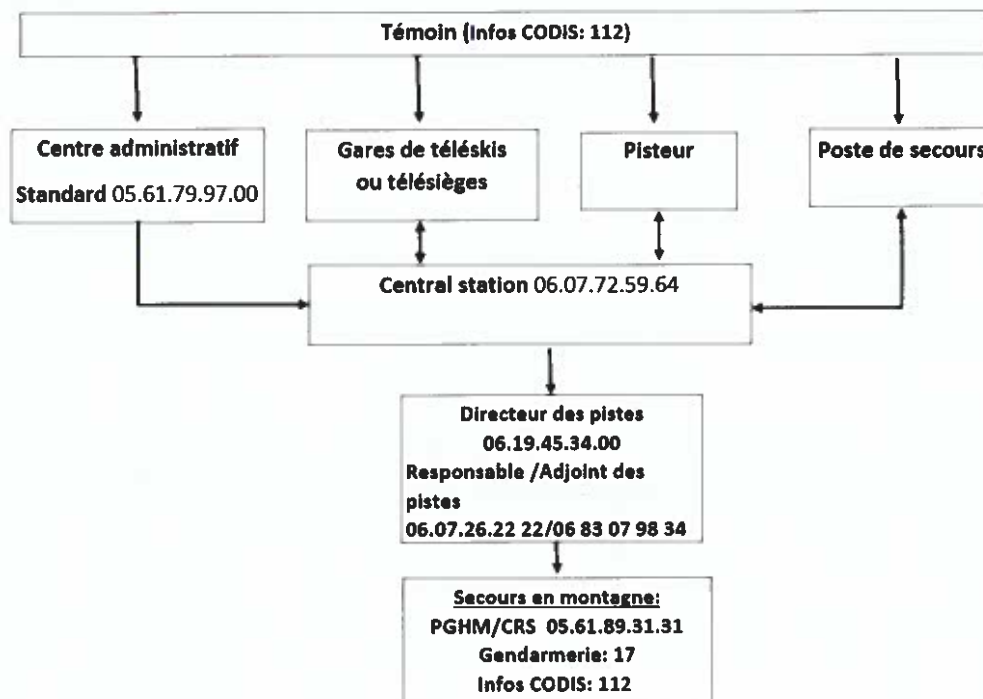 Témoin (Infos CODIS: 112)
Centre administratif
Standard 05.61.79.97.00
Gares de téléskis
ou télésièges
Pisteur
Poste de secours
Central station 06.07.72.59.64
Directeur des pistes
06.19.45.34.00
Responsable /Adjoint des
pistes
06.07.26.22 22/06 83 07 98 34
Secours en montagne:
PGHM/CRS 05.61.89.31.31
Gendarmerie: 17
Infos CODIS: 112